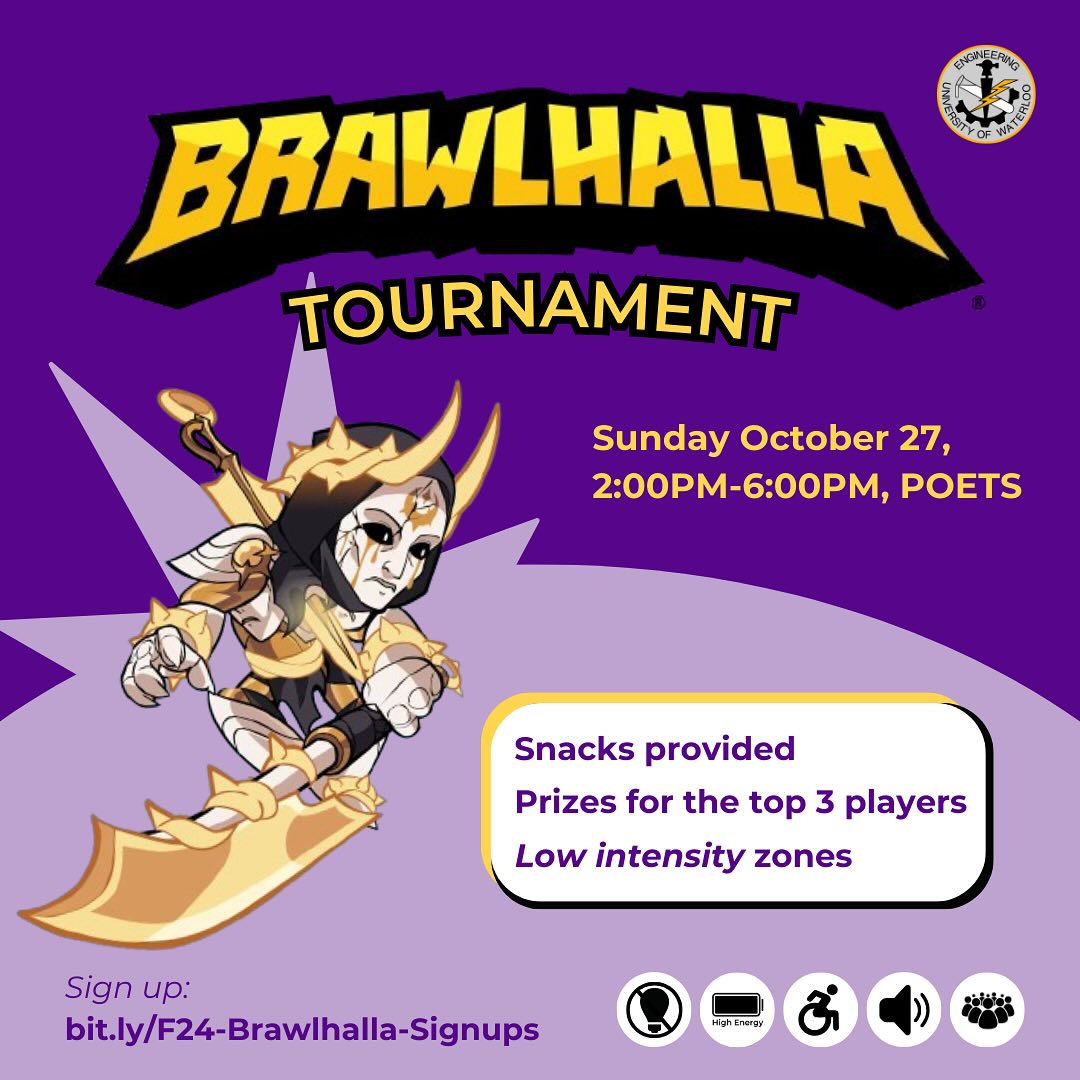 ENGINEERING
UNIVERSITY OF WATERLOO
BRAWLHALLA
®
TOURNAMENT
Sunday October 27,
2:00PM-6:00PM, POETS
Snacks provided
Prizes for the top 3 players
Low intensity zones
Sign up:
bit.ly/F24-Brawlhalla-Signups
High Energy